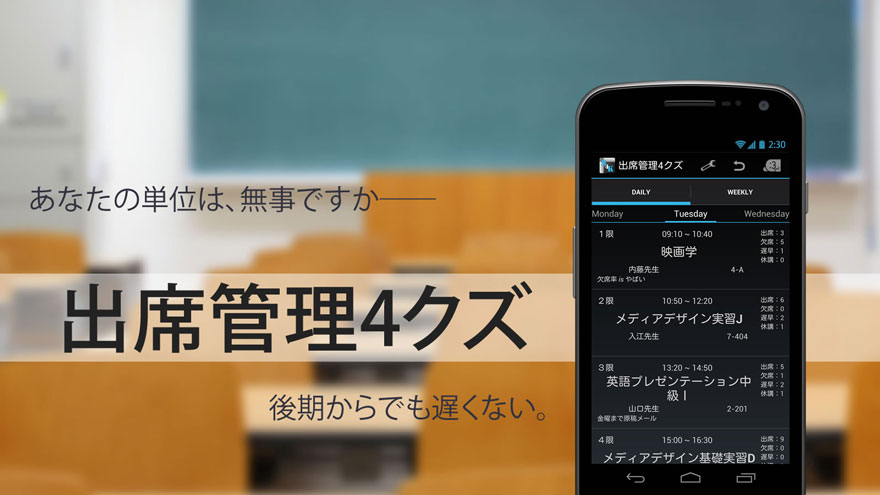 あなたの単位は、無事ですか──
出席管理4クズ
後期からでも遅くない。
2:30
出席管理4クズ
DAILY
WEEKLY
Monday
Tuesday
Wednesday
1限
09:10 ~ 10:40
映画学
内藤先生
4-A
欠席率 is やばい
出席:3
欠席:5
遅早:1
休講:0
2限
10:50 ~ 12:20
メディアデザイン実習J
入江先生
7-404
出席:6
欠席:0
遅早:2
休講:1
3限
13:20 ~ 14:50
英語プレゼンテーション中
級Ⅰ
山口先生
2-201
金曜まで原稿メール
出席:5
欠席:1
遅早:2
休講:1
4限
15:00 ~ 16:30
メディアデザイン基礎実習D
出席:9
欠席:0
遅早:0